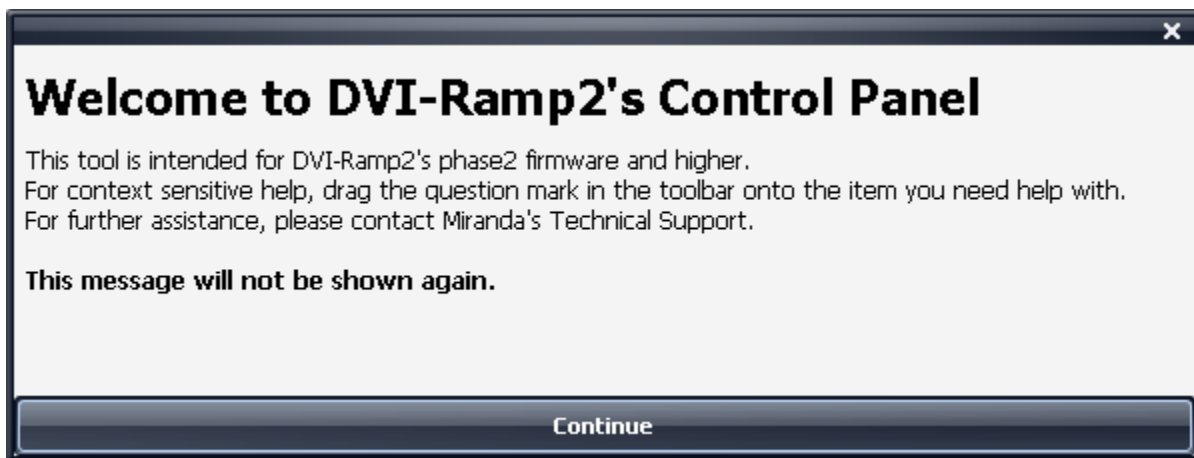 Welcome to DVI-Ramp2's Control Panel
This tool is intended for DVI-Ramp2's phase2 firmware and higher.
For context sensitive help, drag the question mark in the toolbar onto the item you need help with.
For further assistance, please contact Miranda's Technical Support.
This message will not be shown again.
Continue